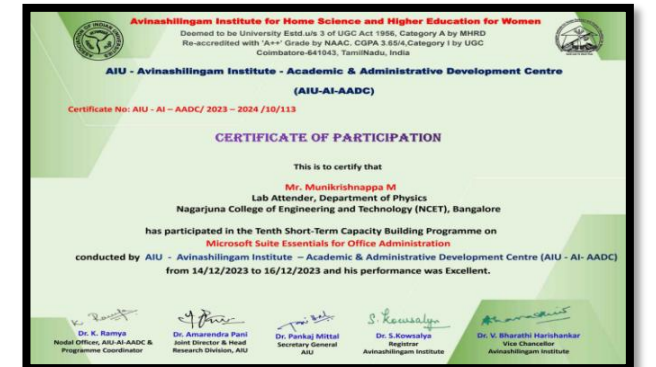 Avinashilingam Institute for Home Science and Higher Education for Women
Deemed to be University Estd.u/s 3 of UGC Act 1956, Category A by MHRD
Re-accredited with 'A++' Grade by NAAC. CGPA 3.65/4,Category I by UGC
Coimbatore-641043, TamilNadu, India
AIU - Avinashilingam Institute - Academic & Administrative Development Centre
(AIU-AI-AADC)
Certificate No: AIU - AI – AADC/ 2023 – 2024 /10/113
CERTIFICATE OF PARTICIPATION
This is to certify that
Mr. Munikrishnappa M
Lab Attender, Department of Physics
Nagarjuna College of Engineering and Technology (NCET), Bangalore
has participated in the Tenth Short-Term Capacity Building Programme on
Microsoft Suite Essentials for Office Administration
conducted by AIU - Avinashilingam Institute – Academic & Administrative Development Centre (AIU - AI- AADC)
from 14/12/2023 to 16/12/2023 and his performance was Excellent.
S. Kowsalya
Dr. K. Ramya
Nodal Officer, AIU-AI-AADC &
Programme Coordinator
Dr. Amarendra Pani
Joint Director & Head
Research Division, AIU
Dr. Pankaj Mittal
Secretary General
AIU
Dr. S.Kowsalya
Registrar
Avinashilingam Institute
Dr. V. Bharathi Harishankar
Vice Chancellor
Avinashilingam Institute